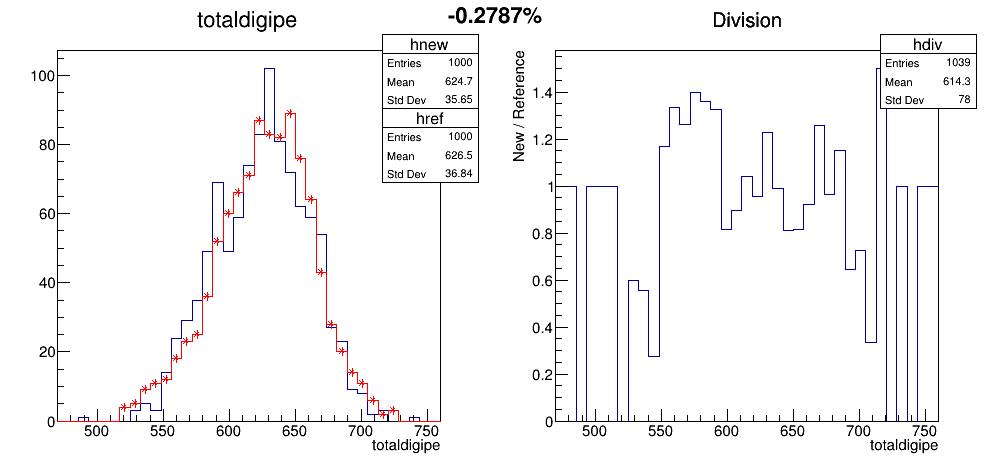 -0.2787%
totaldigipe
hnew
Entries 1000
Mean 624.7
Std Dev 35.65
href
Entries 1000
Mean 626.5
Std Dev 36.84
100
80
60
40
20
0
500 550 600 650 700 750
totaldigipe
Division
hdiv
Entries 1039
Mean 614.3
Std Dev 78
New / Reference
1.4
1.2
1
0.8
0.6
0.4
0.2
0
500 550 600 650 700 750
totaldigipe